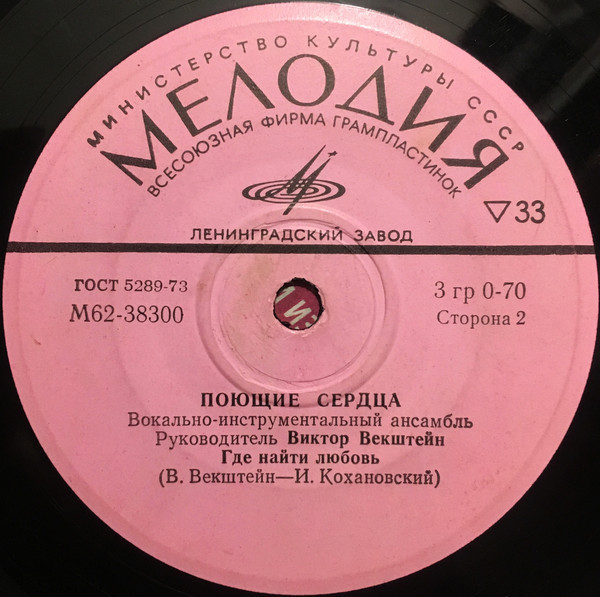 МИНИСТЕРСТВО КУЛЬТУРЫ СССР
МЕЛОДИЯ
ВСЕСОЮЗНАЯ ФИРМА ГРАМПЛАСТИНОК
▽33
ЛЕНИНГРАДСКИЙ ЗАВОД
ГОСТ 5289-73
М62-38300
3 гр 0-70
Сторона 2
ПОЮЩИЕ СЕРДЦА
Вокально-инструментальный ансамбль
Руководитель Виктор Векштейн
Где найти любовь
(В. Векштейн—И. Кохановский)